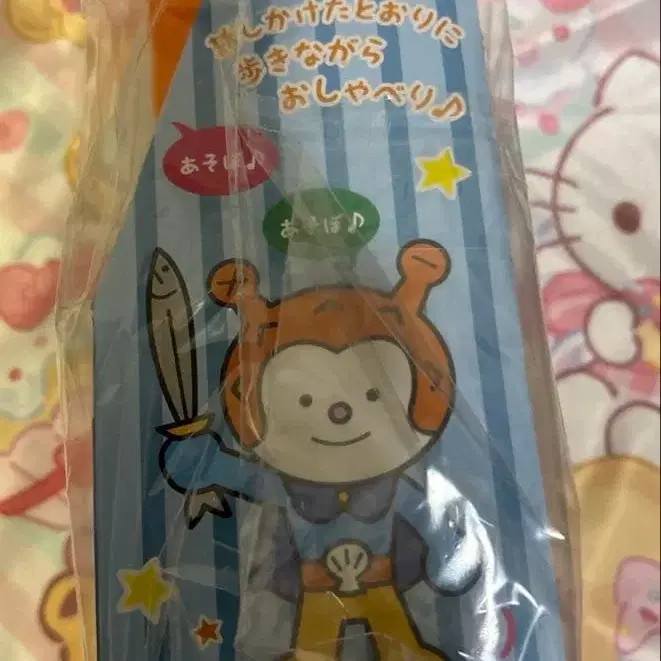 話しかけたとおりに
歩きながら
おしゃべり♪
あそぼ♪
あそぼ♪